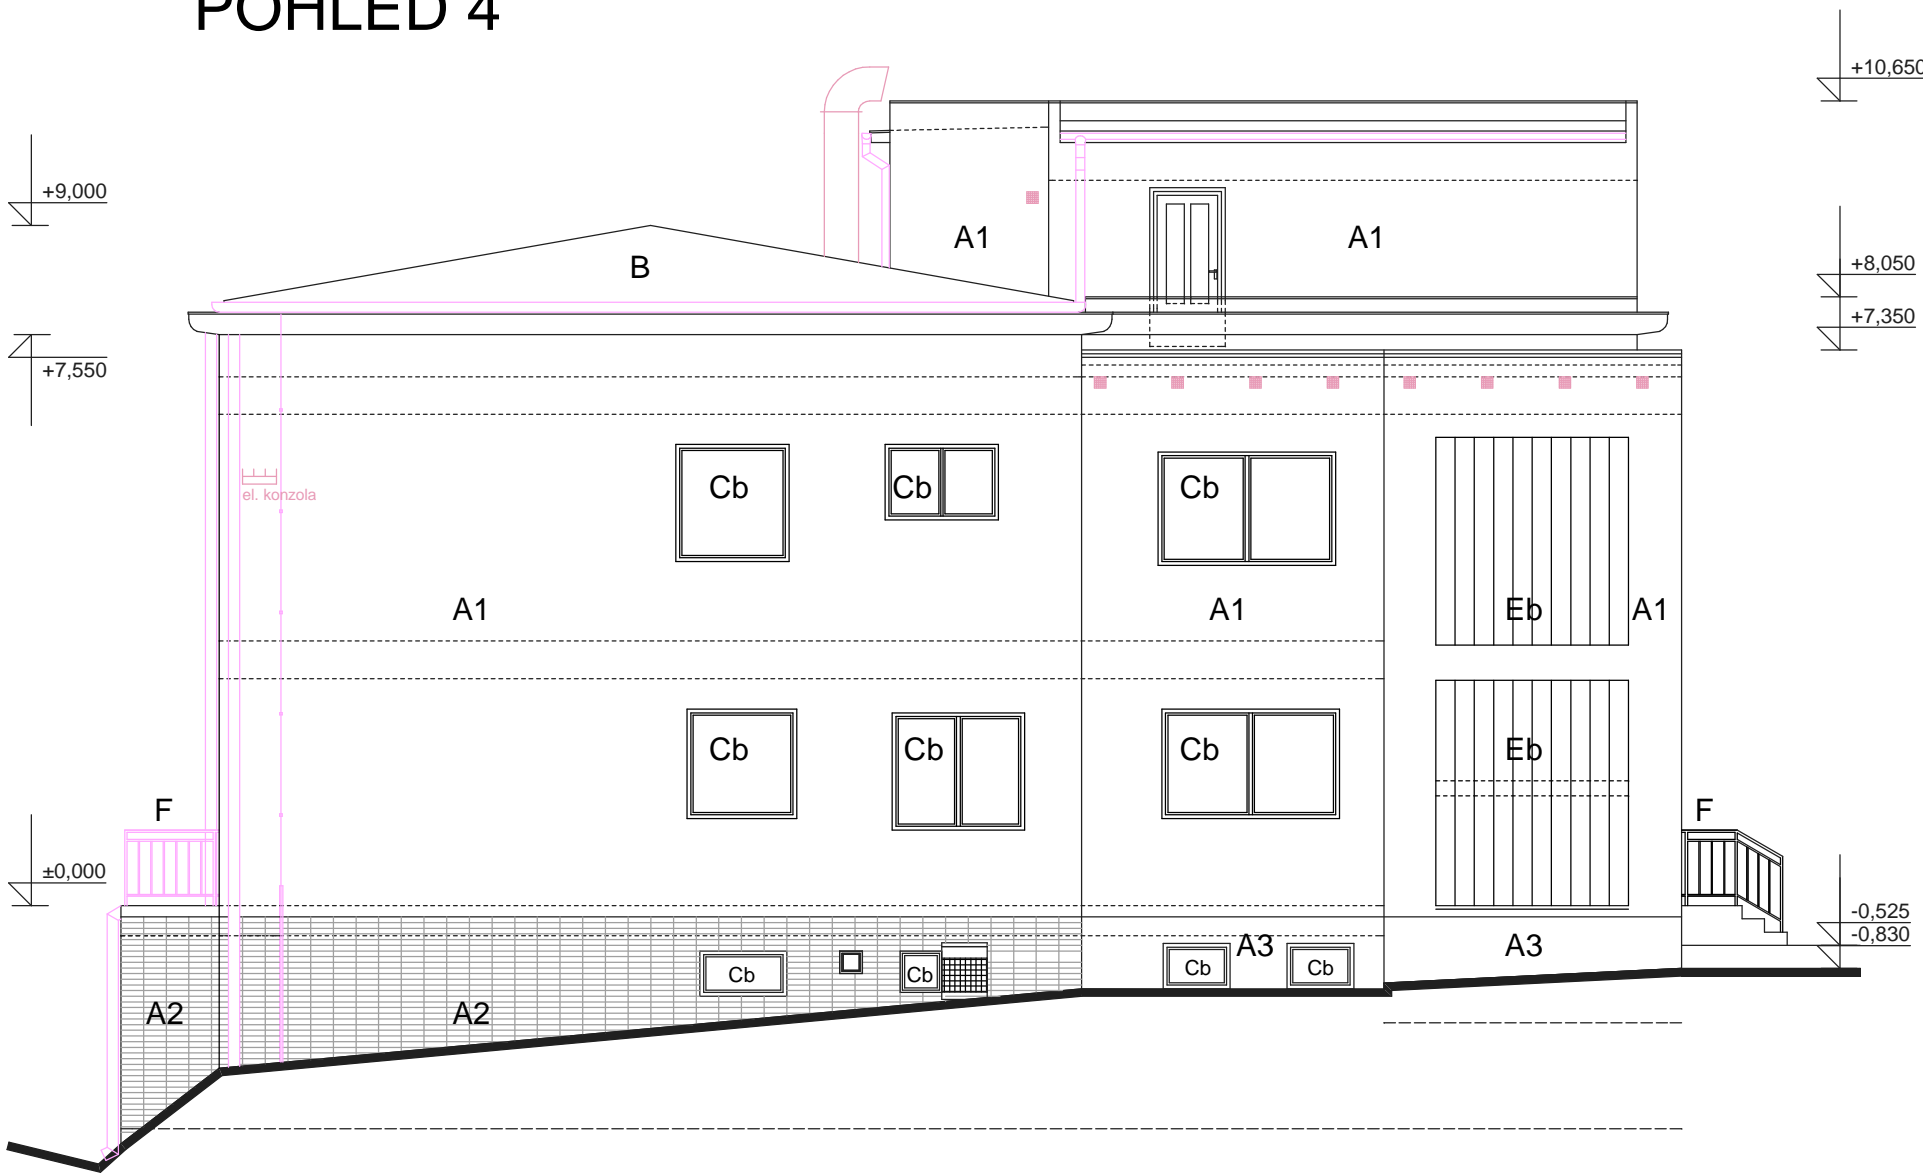 POHLED 4
+10,650
+9,000
A1
A1
B
+8,050
+7,350
+7,550
Cb
Cb
Cb
el. konzola
A1
A1
Eb
A1
Cb
Cb
Cb
Eb
F
F
±0,000
-0,525
-0,830
A3
A3
Cb
Cb
Cb
Cb
A2
A2